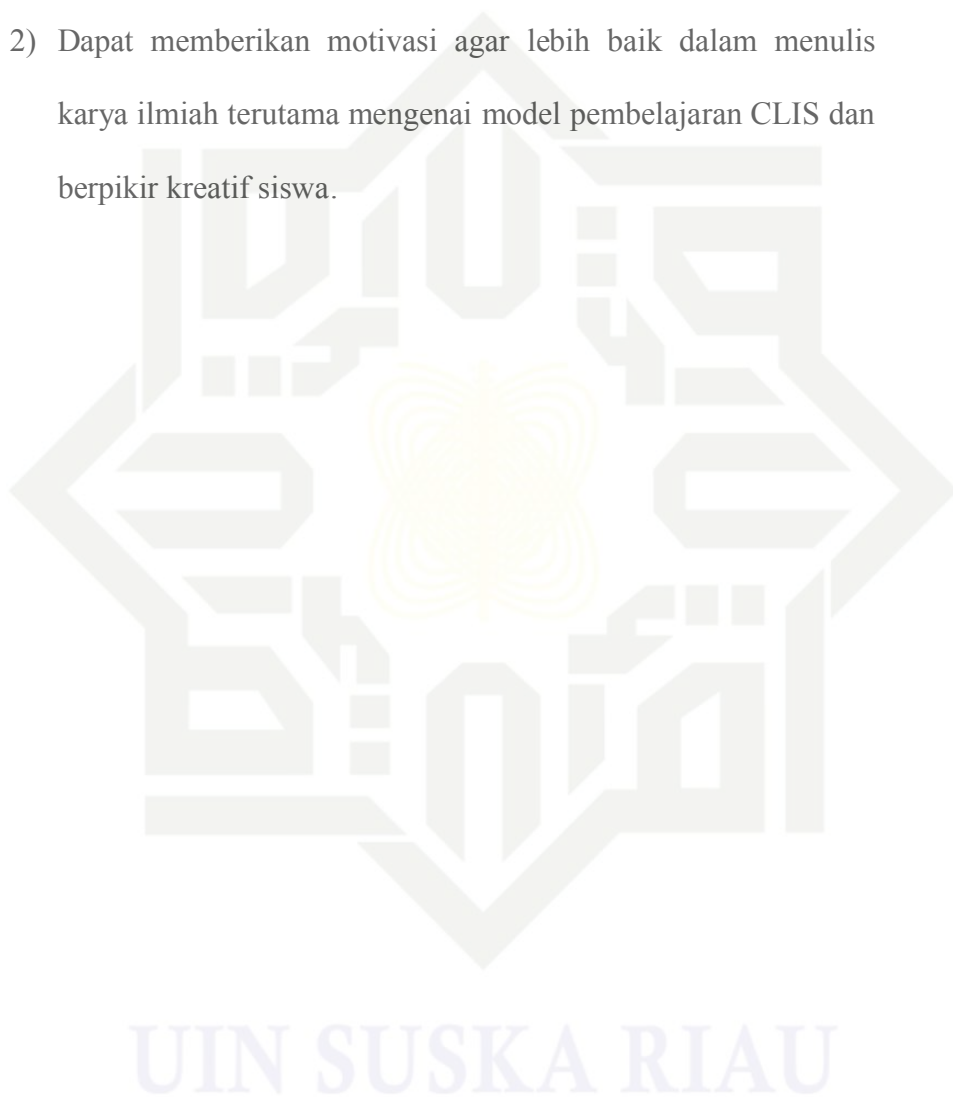 2) Dapat memberikan motivasi agar lebih baik dalam menulis
karya ilmiah terutama mengenai model pembelajaran CLIS dan
berpikir kreatif siswa.
UIN SUSKA RIAU